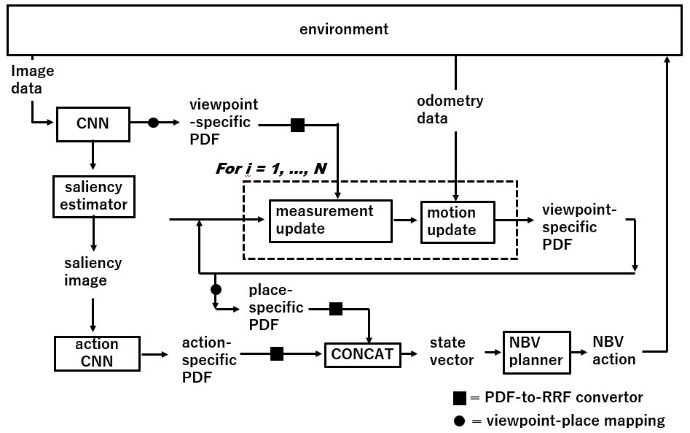 environment
Image
data
CNN
viewpoint
-specific
PDF
odometry
data
For i = 1, ..., N
saliency
estimator
measurement
update
motion
update
viewpoint-
specific
PDF
saliency
image
place-
specific
PDF
action
CNN
action-
specific
PDF
CONCAT
state
vector
NBV
planner
NBV
action
= PDF-to-RRF convertor
= viewpoint-place mapping